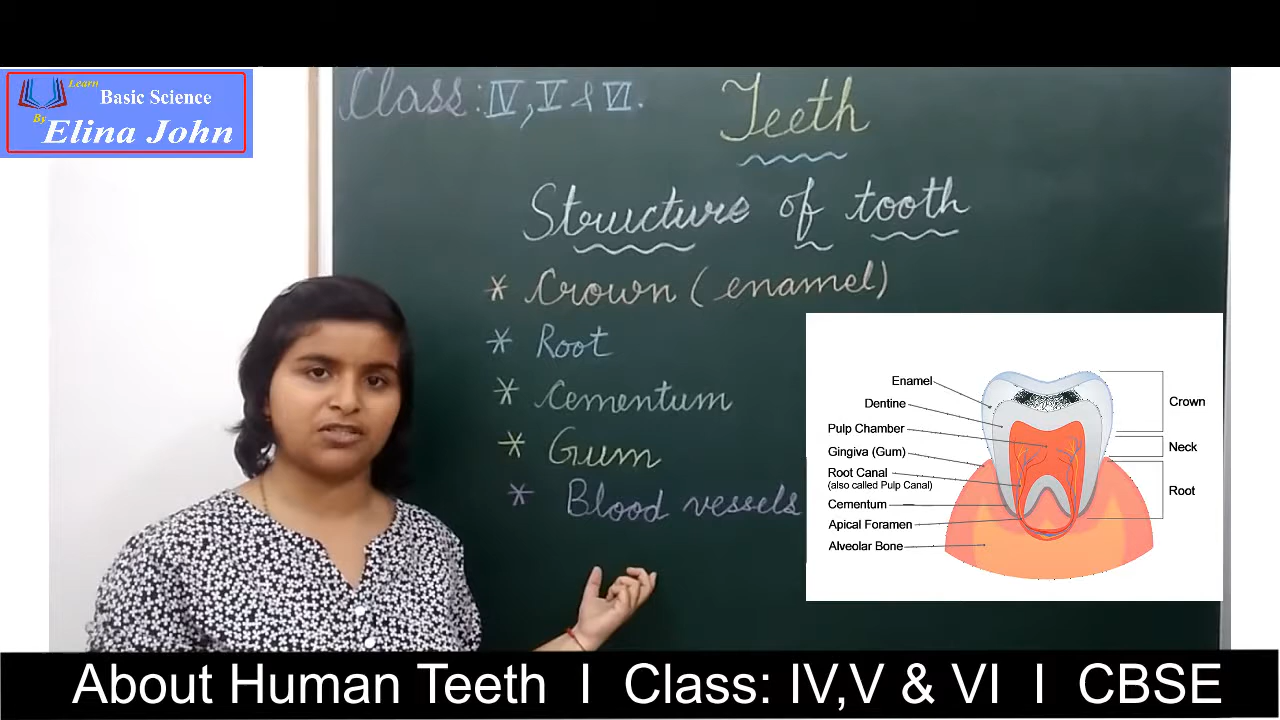 Learn
Basic Science
By
Elina John
Class: IV, V & VI.
Teeth
Structure of tooth
* Crown (enamel)
* Root
* Cementum
* Gum
* Blood vessels
Enamel
Dentine
Pulp Chamber
Gingiva (Gum)
Root Canal
(also called Pulp Canal)
Cementum
Apical Foramen
Alveolar Bone
Crown
Neck
Root
About Human Teeth I Class: IV,V & VI I CBSE